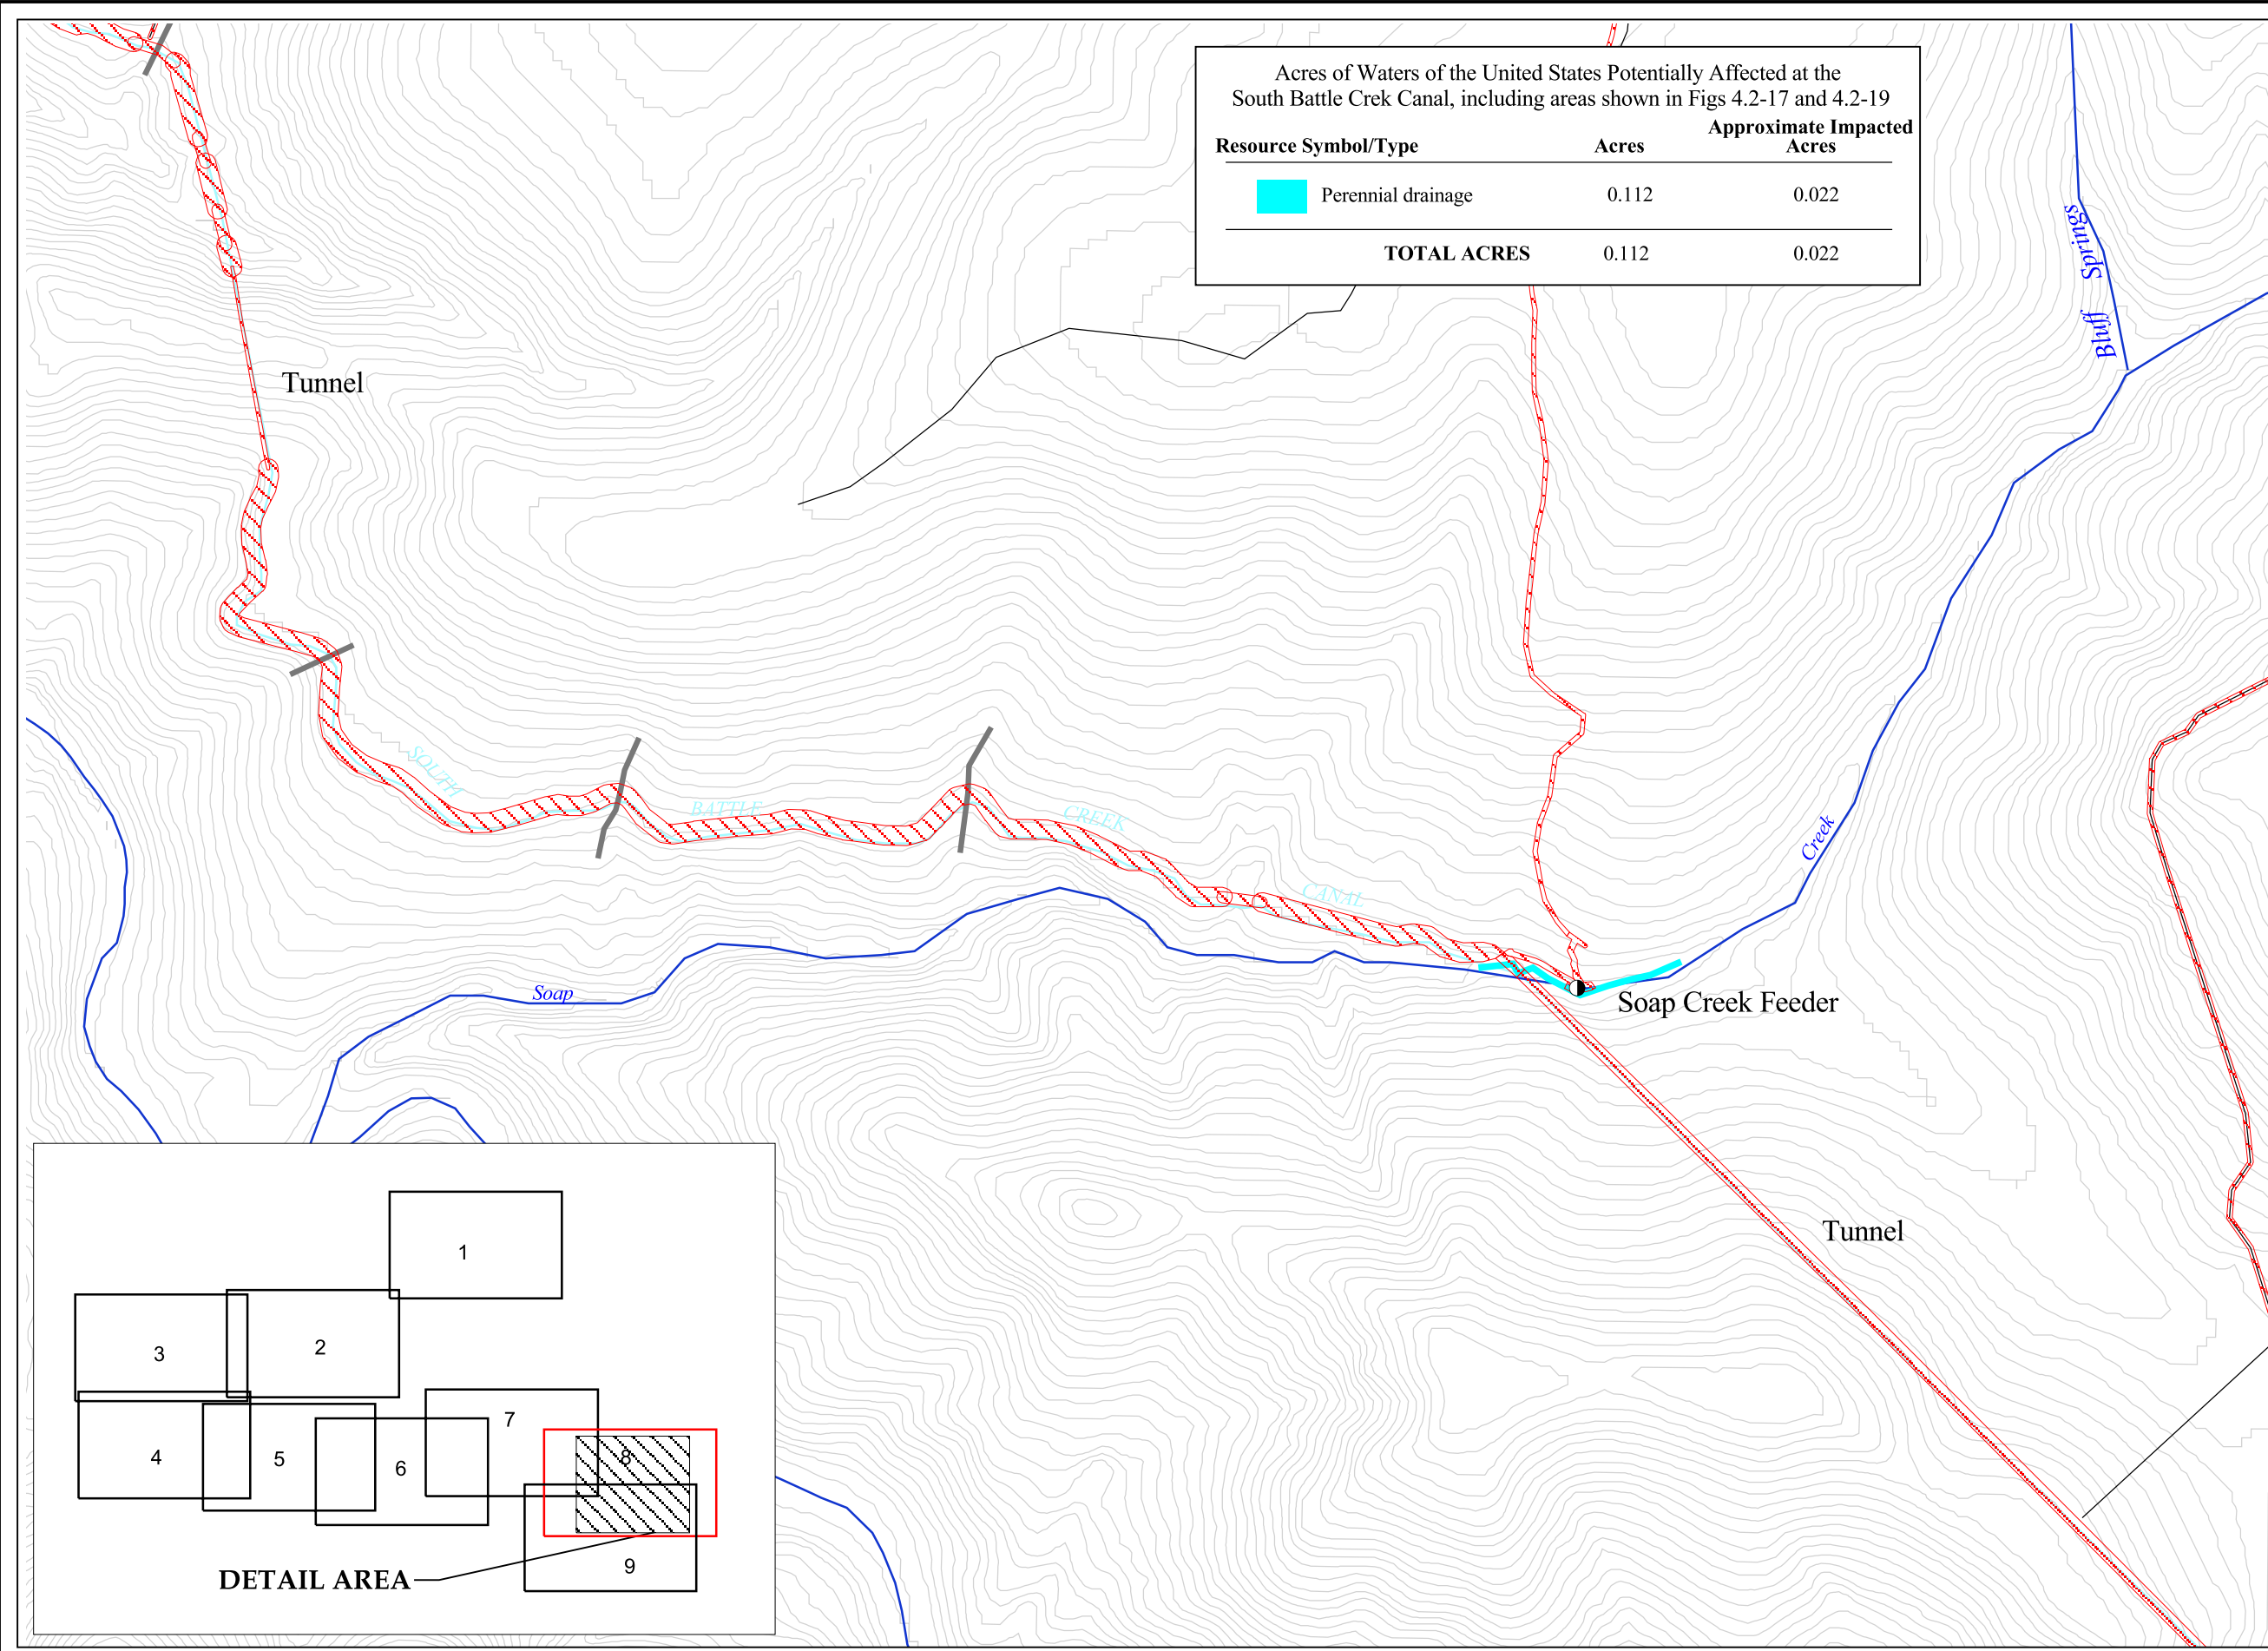 Acres of Waters of the United States Potentially Affected at the
South Battle Crek Canal, including areas shown in Figs 4.2-17 and 4.2-19
Resource Symbol/Type Acres Approximate Impacted Acres
Perennial drainage 0.112 0.022
TOTAL ACRES 0.112 0.022
Bluff Springs
Tunnel
SOUTH
BATTLE
CREEK
CANAL
Creek
Soap
Soap Creek Feeder
Tunnel
1
2
3
4
5
6
7
8
9
DETAIL AREA